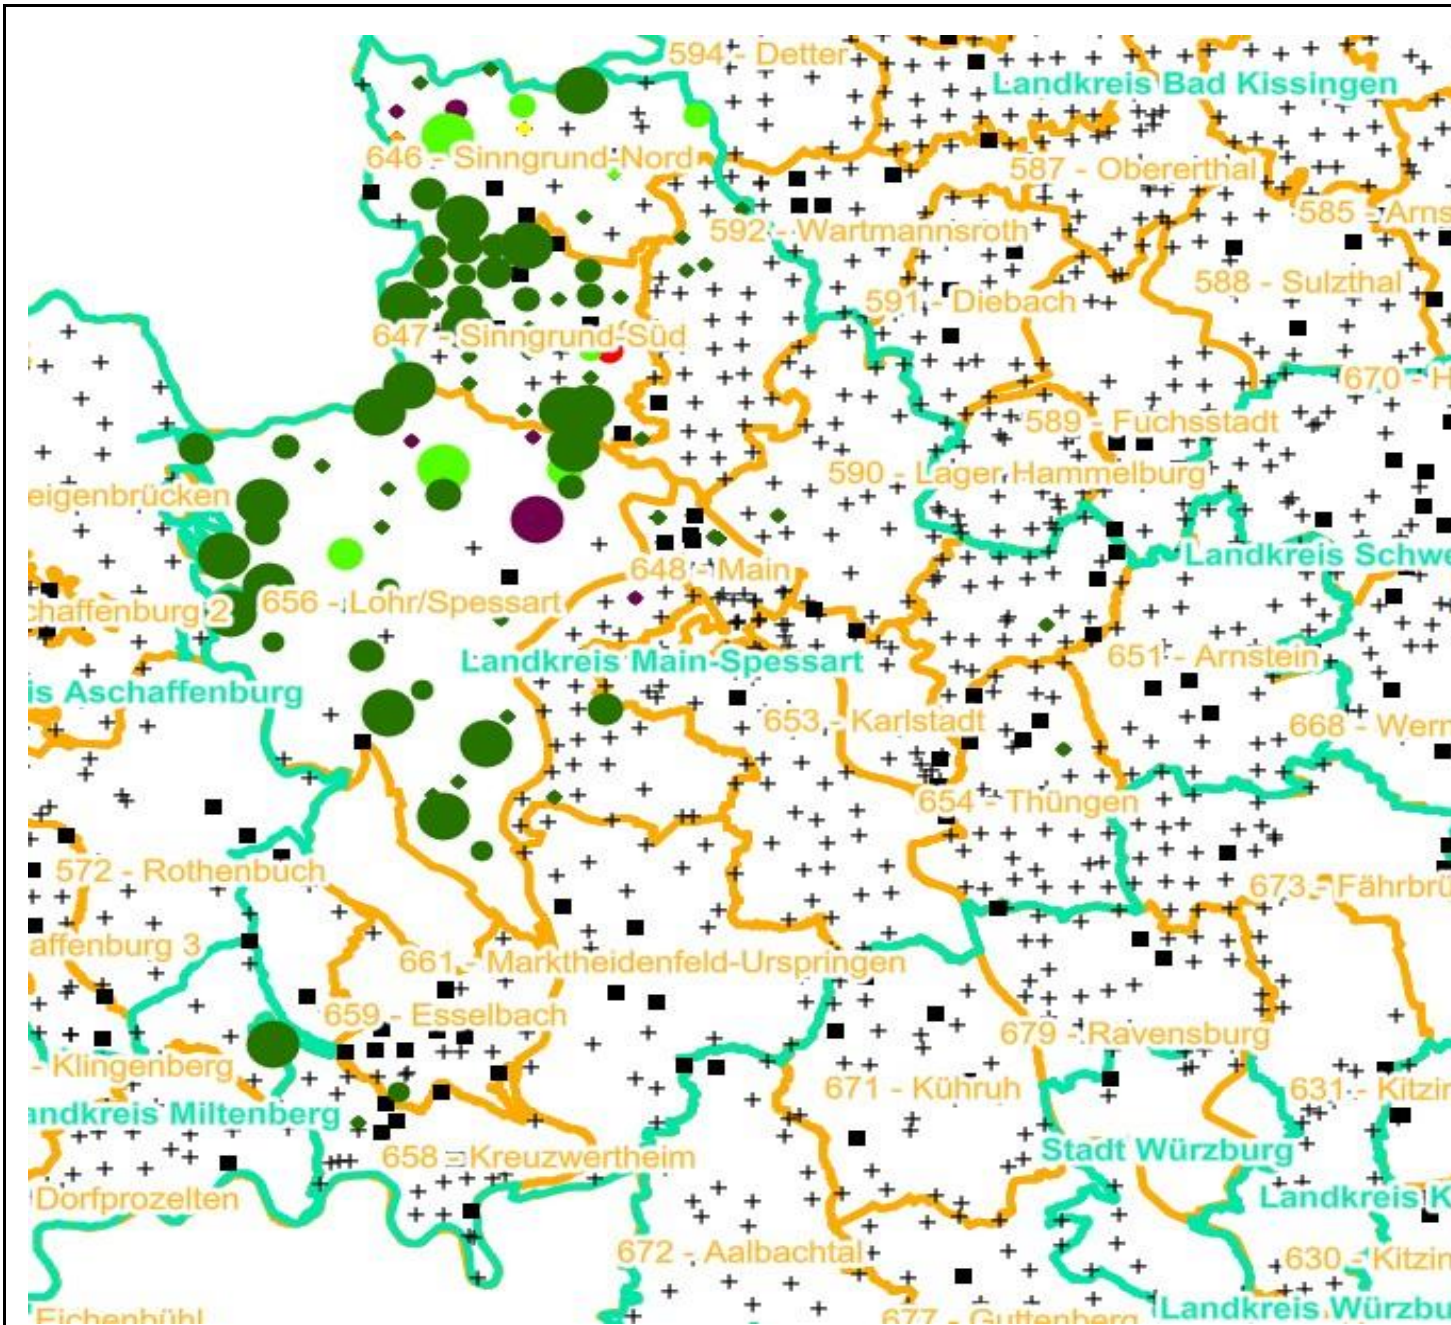 594 - Detter
Landkreis Bad Kissingen
646 - Sinngrund-Nord
587 - Obererthal
585 - Arns
592 - Wartmannsroth
588 - Sulzthal
591 - Diebach
647 - Sinngrund-Süd
670 - H
589 - Fuchsstadt
590 - Lager Hammelburg
eigenbrücken
Landkreis Schwe
648 - Main
chaffenburg 2
656 - Lohr/Spessart
651 - Arnstein
Landkreis Main-Spessart
is Aschaffenburg
653 - Karlstadt
668 - Werr
654 - Thüngen
572 - Rothenbuch
673 - Fährbrü
affenburg 3
661 - Marktheidenfeld-Urspringen
659 - Esselbach
679 - Ravensburg
- Klingenberg
671 - Kühruh
631 - Kitzin
andkreis Miltenberg
Stadt Würzburg
658 - Kreuzwertheim
Dorfprozelten
Landkreis K
672 - Aalbachtal
630 - Kitzin
Landkreis Würzbu
Eichenbühl
677 - Guttenberg